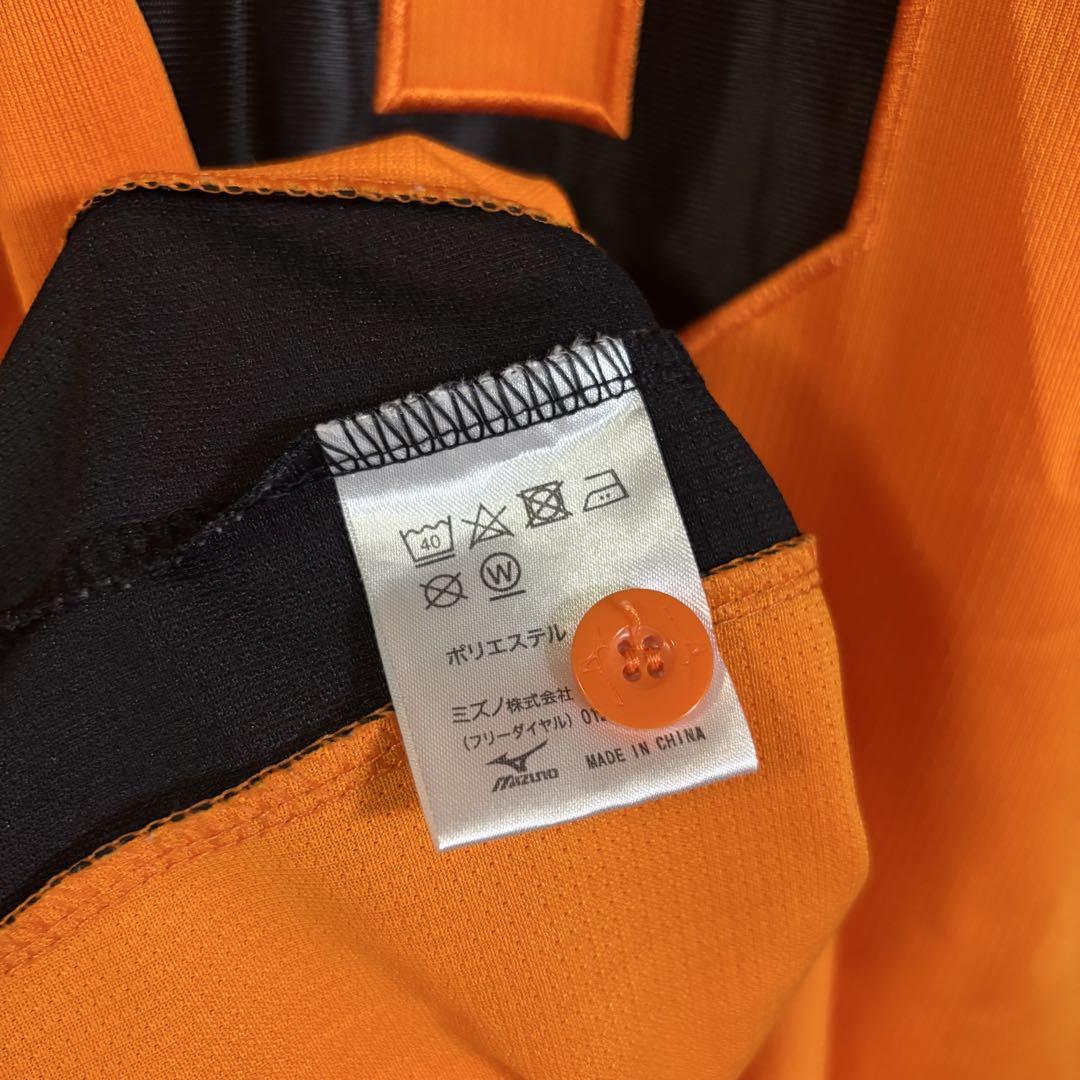 40
W
ポリエステル
ミズノ株式会社
(フリーダイヤル) 01
mizuno
MADE IN CHINA